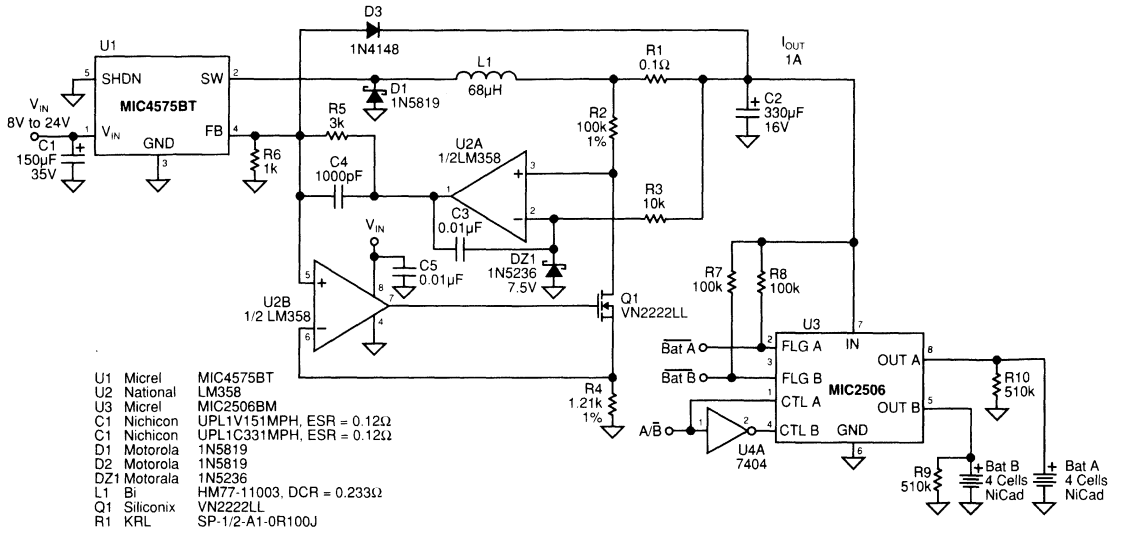 D3
1N4148
U1
5 SHDN
SW 2
MIC4575BT
V_IN
8V to 24V
1 V_IN
FB 4
GND
3
C1
150µF
35V
+
R6
1k
R5
3k
C4
1000pF
D1
1N5819
L1
68µH
R1
0.1Ω
I_OUT
1A
R2
100k
1%
+
C2
330µF
16V
U2A
1/2LM358
+ 3
1
− 2
R3
10k
C3
0.01µF
DZ1
1N5236
7.5V
V_IN
C5
0.01µF
8
5 +
U2B
1/2 LM358
7
6 −
4
Q1
VN2222LL
R4
1.21k
1%
R7
100k
R8
100k
U3
7
IN
Bat A
2 FLG A
OUT A 8
3
Bat B
FLG B
MIC2506
1
CTL A
OUT B 5
A/B
1 2
4 CTL B
GND
6
U4A
7404
R10
510k
R9
510k
+ Bat B
4 Cells
NiCad
+ Bat A
4 Cells
NiCad
U1 Micrel MIC4575BT
U2 National LM358
U3 Micrel MIC2506BM
C1 Nichicon UPL1V151MPH, ESR = 0.12Ω
C1 Nichicon UPL1C331MPH, ESR = 0.12Ω
D1 Motorola 1N5819
D2 Motorola 1N5819
DZ1 Motorala 1N5236
L1 Bi HM77-11003, DCR = 0.233Ω
Q1 Siliconix VN2222LL
R1 KRL SP-1/2-A1-0R100J